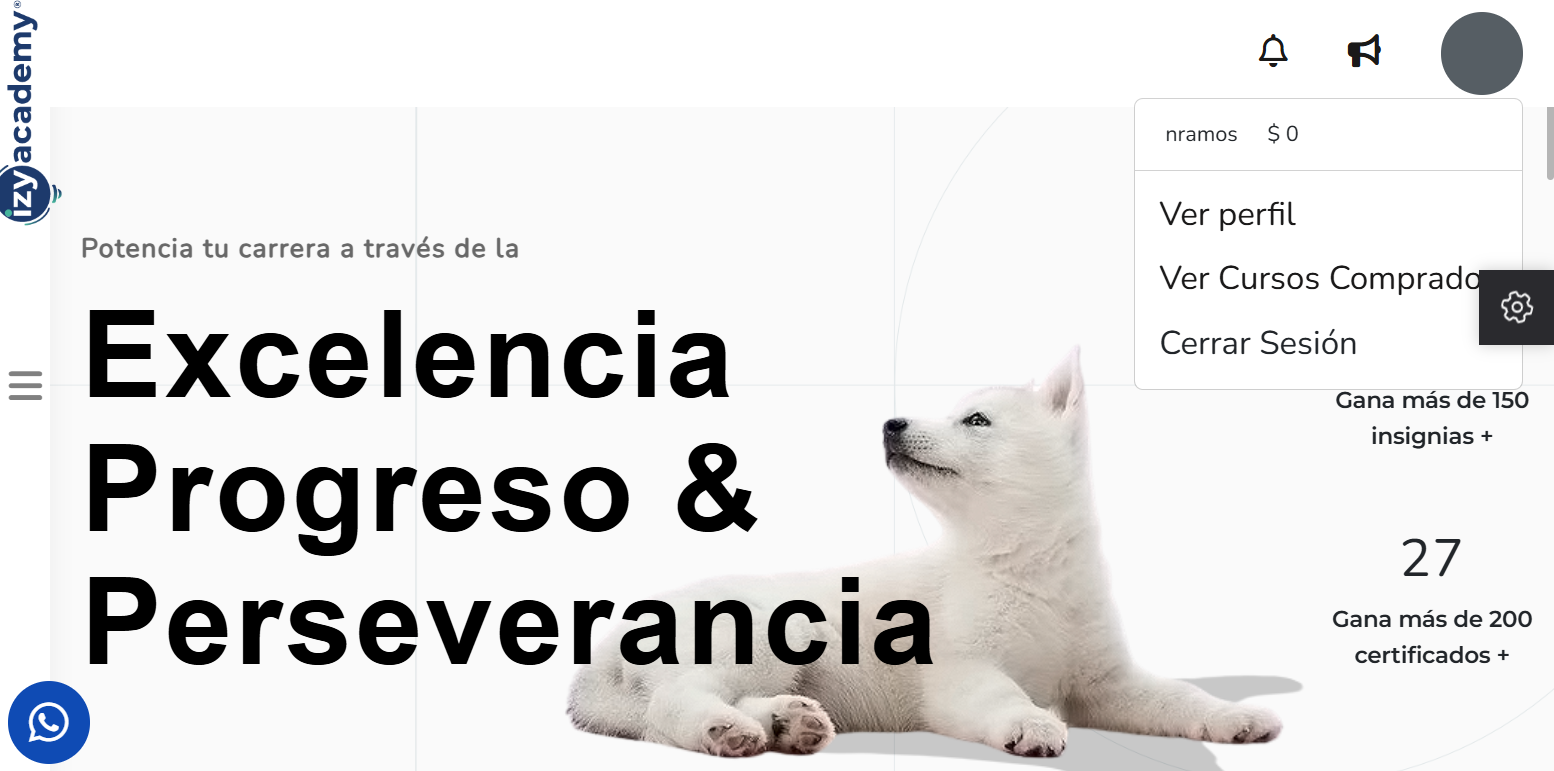 izyacademy®
nramos $ 0
Ver perfil
Ver Cursos Comprado
Cerrar Sesión
Potencia tu carrera a través de la
Excelencia
Progreso &
Perseverancia
Gana más de 150
insignias +
27
Gana más de 200
certificados +